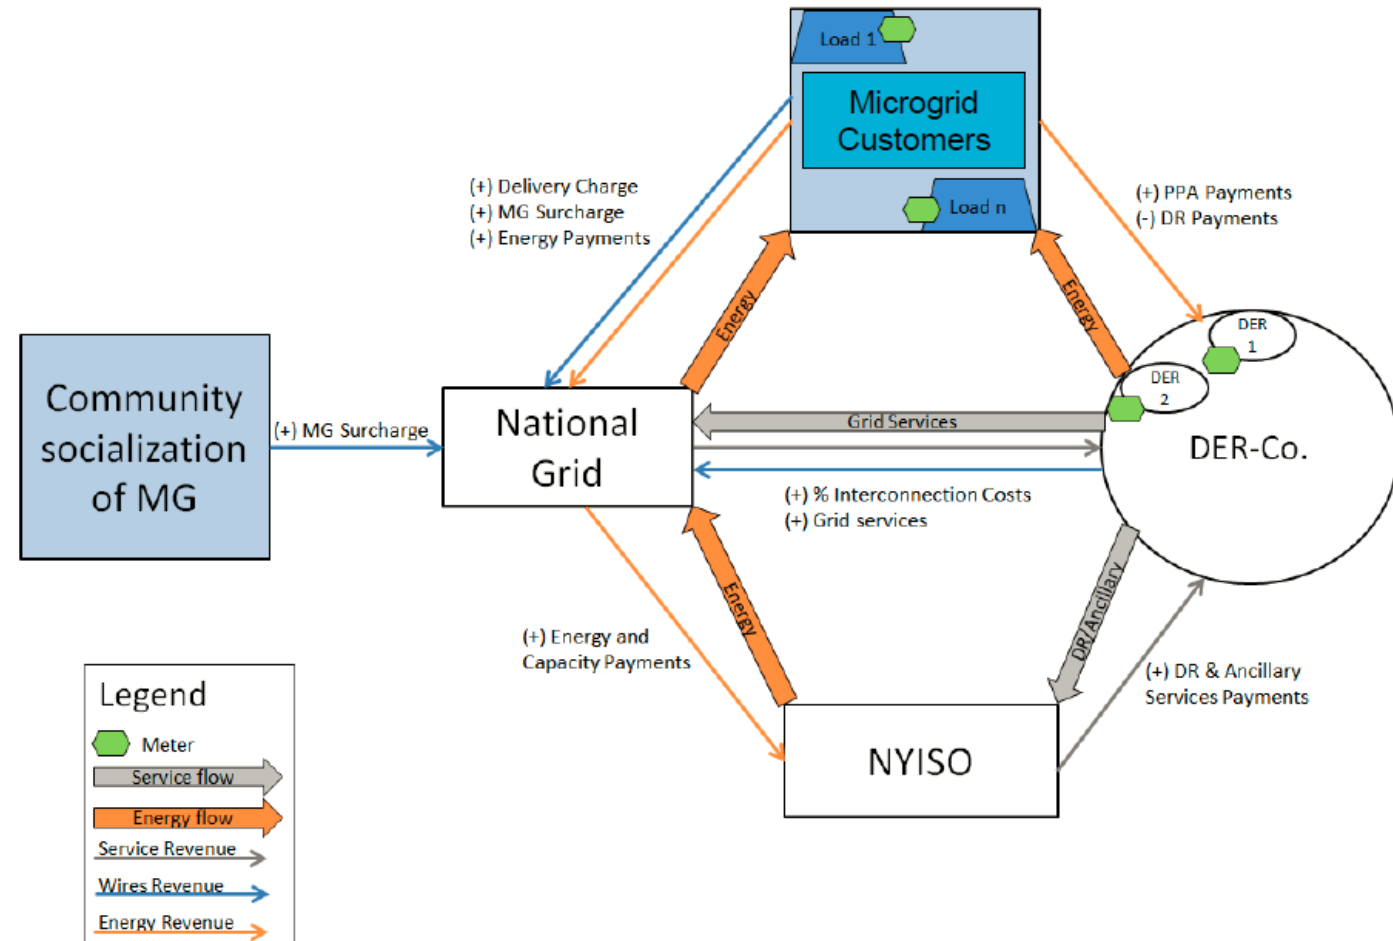 Load 1
Microgrid
Customers
Load n
(+) Delivery Charge
(+) MG Surcharge
(+) Energy Payments
(+) PPA Payments
(-) DR Payments
Energy
Energy
DER
1
DER
2
Community
socialization
of MG
(+) MG Surcharge
National
Grid
Grid Services
DER-Co.
(+) % Interconnection Costs
(+) Grid services
Energy
DR/Ancillary
(+) Energy and
Capacity Payments
(+) DR & Ancillary
Services Payments
NYISO
Legend
Meter
Service flow
Energy flow
Service Revenue
Wires Revenue
Energy Revenue